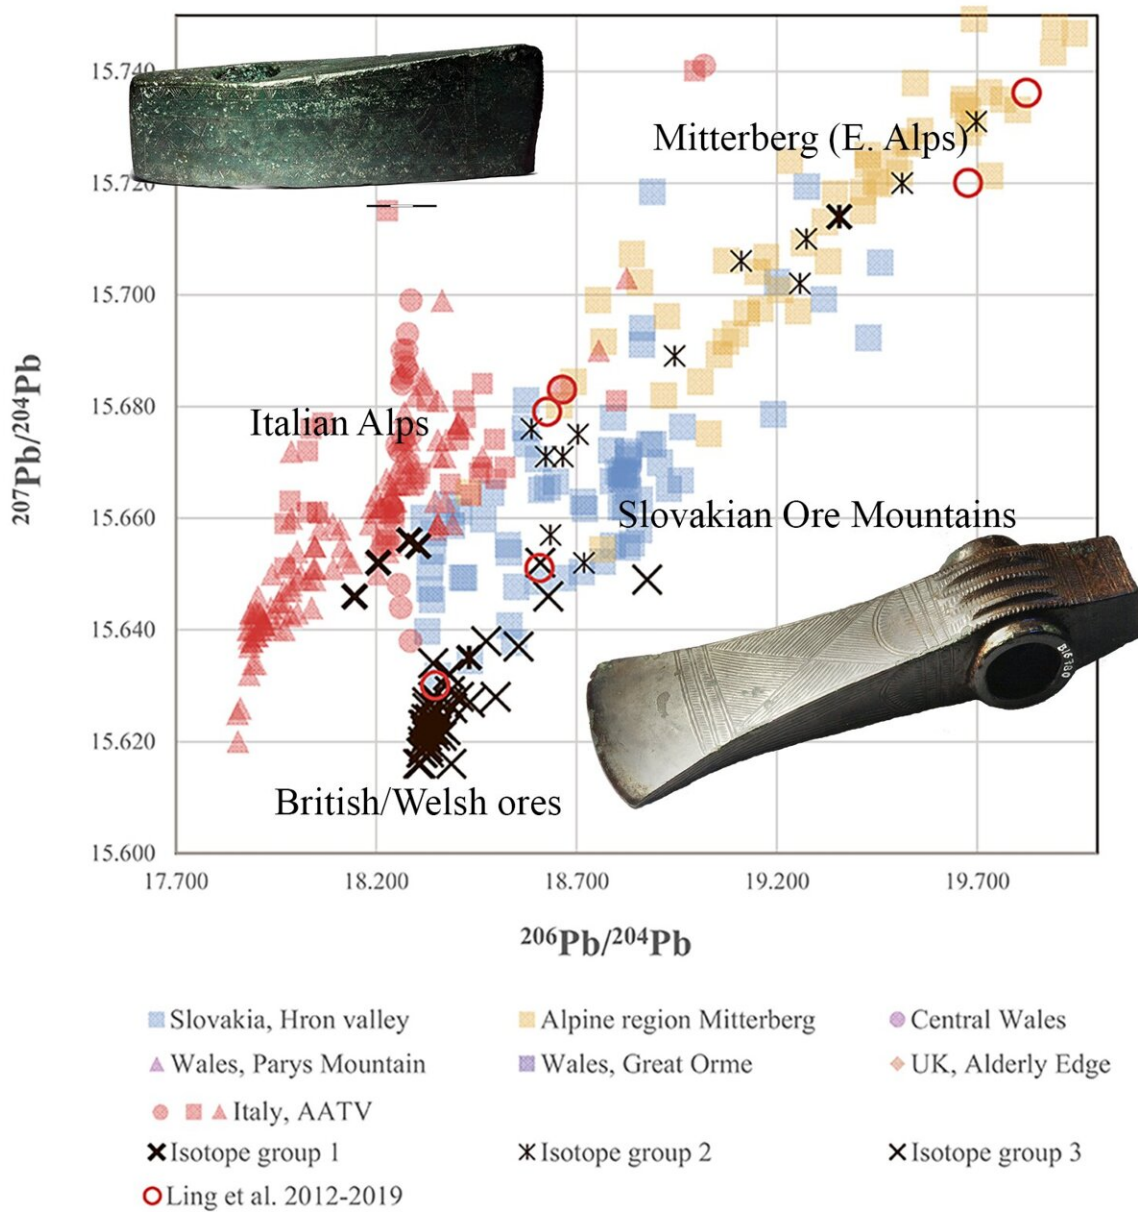 15.740
Mitterberg (E. Alps)
15.720
15.700
²⁰⁷Pb/²⁰⁴Pb
15.680
Italian Alps
15.660
Slovakian Ore Mountains
15.640
B16780
15.620
British/Welsh ores
15.600
17.700 18.200 18.700 19.200 19.700
²⁰⁶Pb/²⁰⁴Pb
Slovakia, Hron valley Alpine region Mitterberg Central Wales
Wales, Parys Mountain Wales, Great Orme UK, Alderly Edge
Italy, AATV
Isotope group 1 Isotope group 2 Isotope group 3
Ling et al. 2012-2019